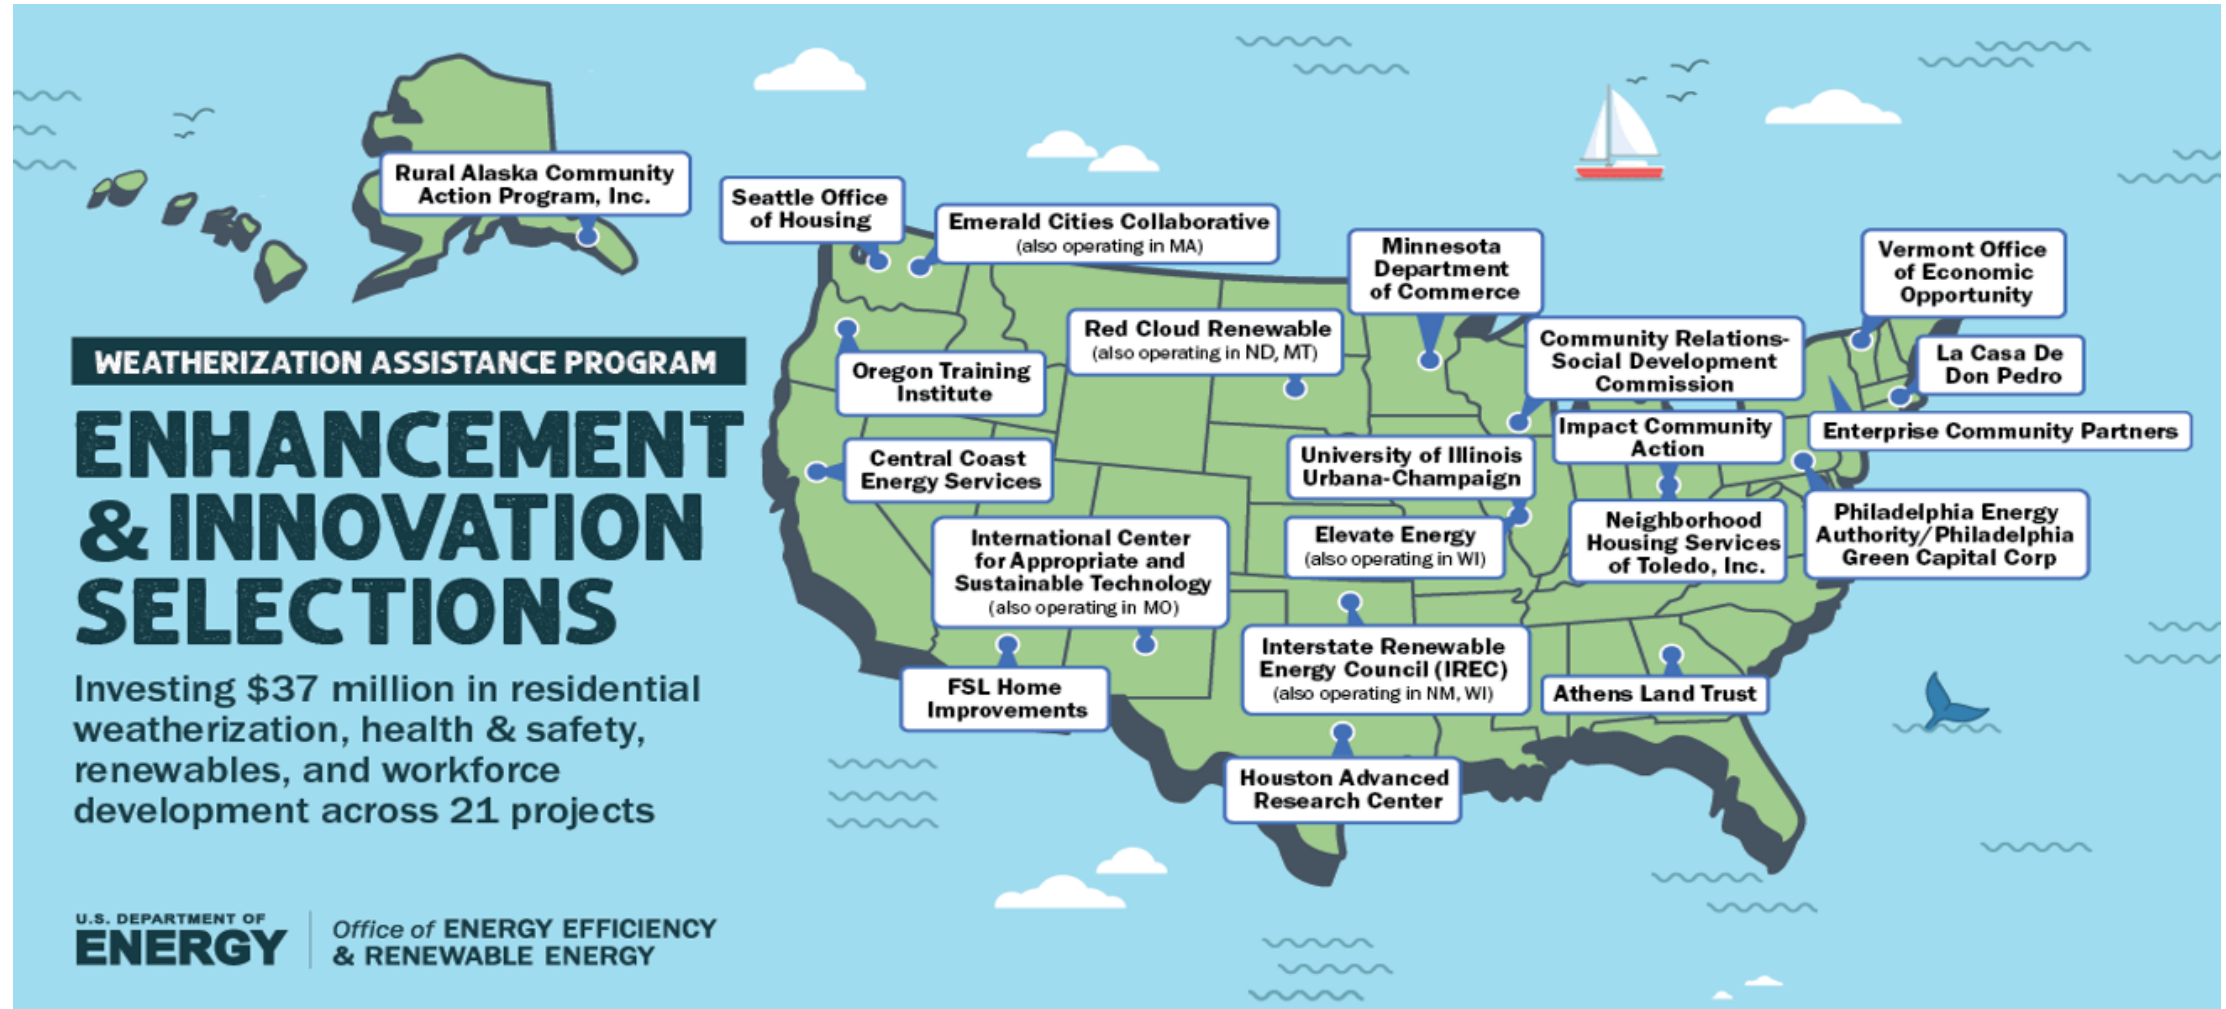 Rural Alaska Community
Action Program, Inc.
Seattle Office
of Housing
Emerald Cities Collaborative
(also operating in MA)
Minnesota
Department
of Commerce
Vermont Office
of Economic
Opportunity
Red Cloud Renewable
(also operating in ND, MT)
Community Relations-
Social Development
Commission
La Casa De
Don Pedro
WEATHERIZATION ASSISTANCE PROGRAM
ENHANCEMENT
& INNOVATION
SELECTIONS
Investing $37 million in residential
weatherization, health & safety,
renewables, and workforce
development across 21 projects
Oregon Training
Institute
Impact Community
Action
Enterprise Community Partners
Central Coast
Energy Services
University of Illinois
Urbana-Champaign
International Center
for Appropriate and
Sustainable Technology
(also operating in MO)
Elevate Energy
(also operating in WI)
Neighborhood
Housing Services
of Toledo, Inc.
Philadelphia Energy
Authority/Philadelphia
Green Capital Corp
FSL Home
Improvements
Interstate Renewable
Energy Council (IREC)
(also operating in NM, WI)
Athens Land Trust
Houston Advanced
Research Center
U.S. DEPARTMENT OF
ENERGY
Office of ENERGY EFFICIENCY
& RENEWABLE ENERGY